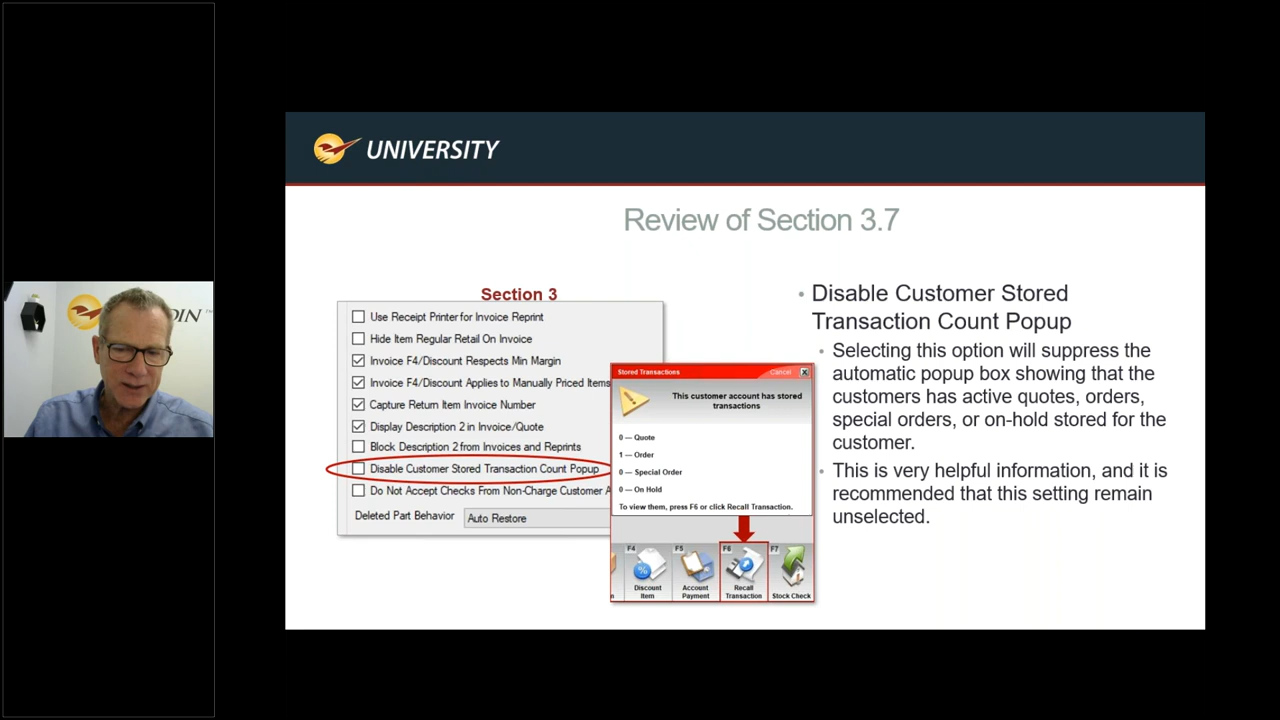 UNIVERSITY
Review of Section 3.7
Section 3
Use Receipt Printer for Invoice Reprint
Hide Item Regular Retail On Invoice
Invoice F4/Discount Respects Min Margin
Invoice F4/Discount Applies to Manually Priced Items
Capture Return Item Invoice Number
Display Description 2 in Invoice/Quote
Block Description 2 from Invoices and Reprints
Disable Customer Stored Transaction Count Popup
Do Not Accept Checks From Non-Charge Customer A
Deleted Part Behavior
Auto Restore
Stored Transactions
Cancel
This customer account has stored
transactions
0 — Quote
1 — Order
0 — Special Order
0 — On Hold
To view them, press F6 or click Recall Transaction.
n
F4
Discount
Item
F5
Account
Payment
F6
Recall
Transaction
F7
Stock Check
• Disable Customer Stored
Transaction Count Popup
• Selecting this option will suppress the
automatic popup box showing that the
customers has active quotes, orders,
special orders, or on-hold stored for the
customer.
• This is very helpful information, and it is
recommended that this setting remain
unselected.
DIN